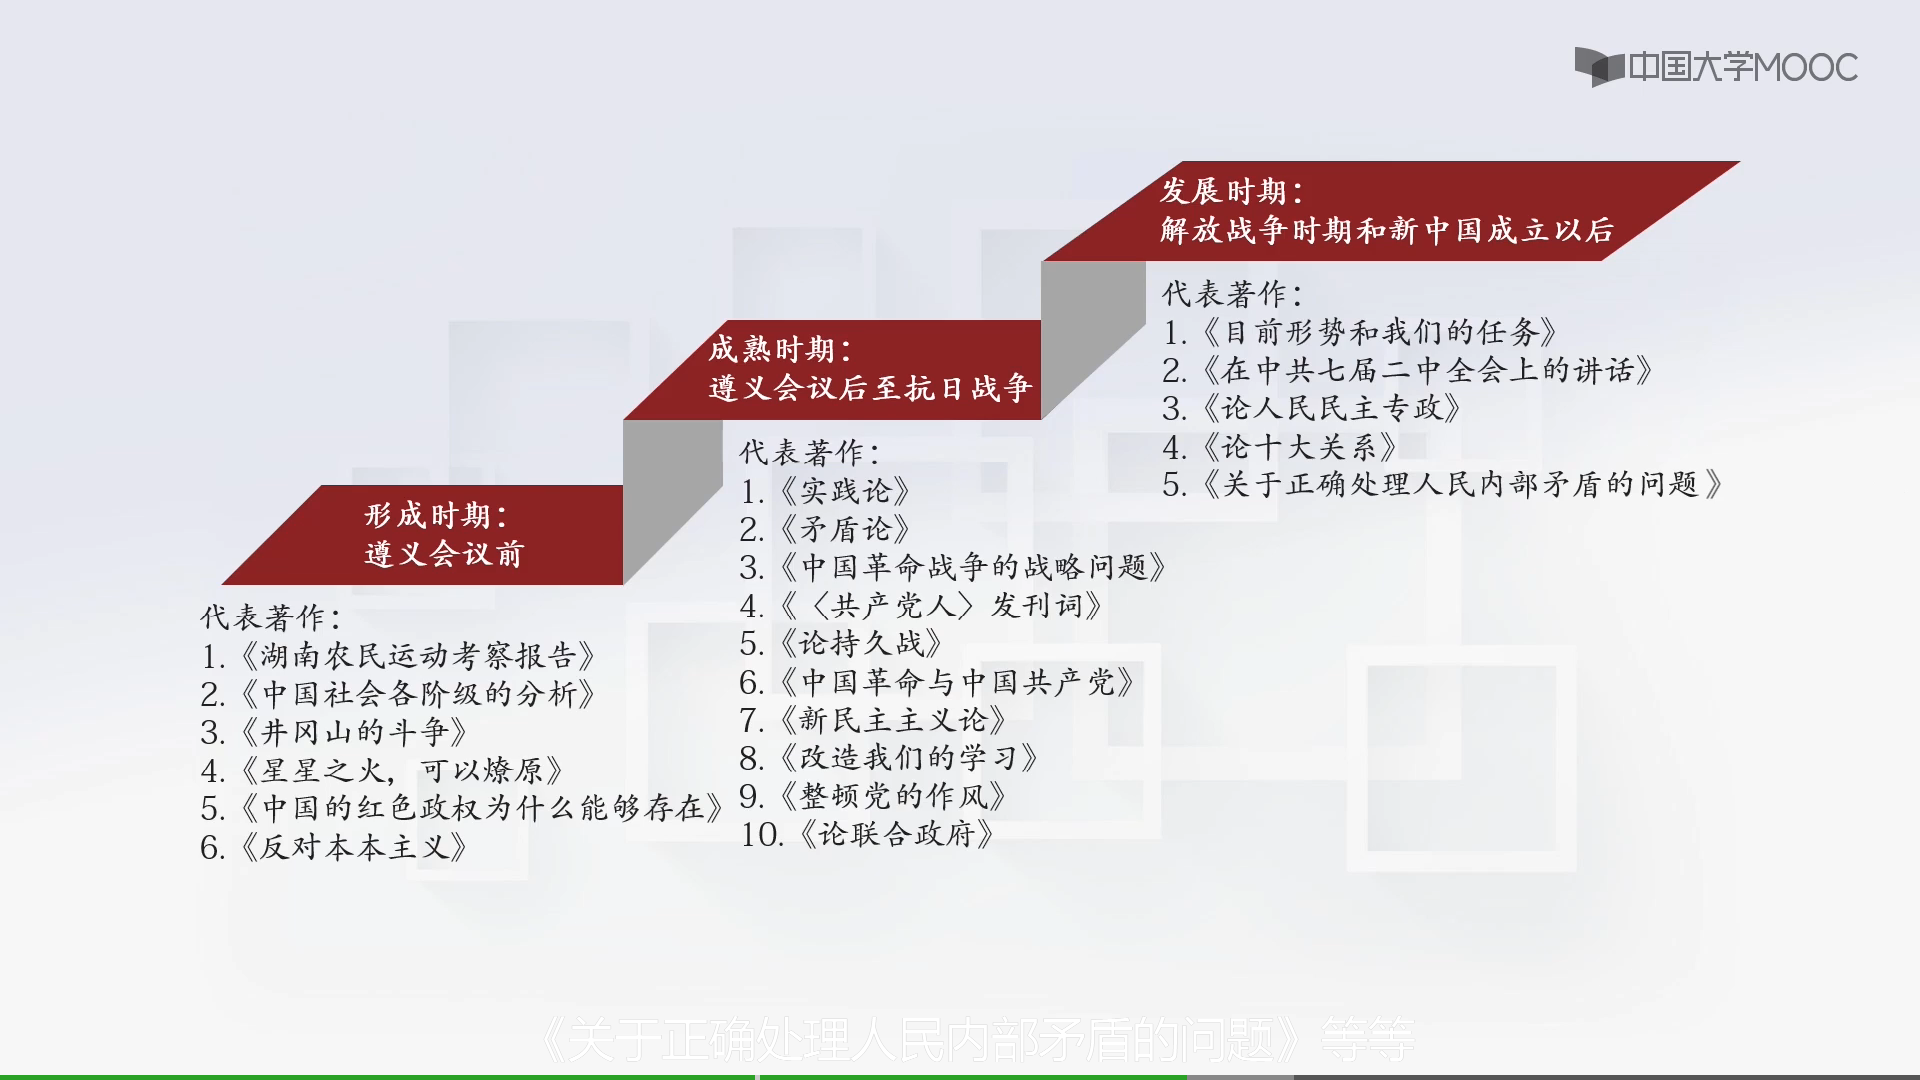 中国大学MOOC
发展时期：
解放战争时期和新中国成立以后
代表著作：
1.《目前形势和我们的任务》
2.《在中共七届二中全会上的讲话》
3.《论人民民主专政》
4.《论十大关系》
5.《关于正确处理人民内部矛盾的问题》
成熟时期：
遵义会议后至抗日战争
代表著作：
1.《实践论》
2.《矛盾论》
3.《中国革命战争的战略问题》
4.《〈共产党人〉发刊词》
5.《论持久战》
6.《中国革命与中国共产党》
7.《新民主主义论》
8.《改造我们的学习》
9.《整顿党的作风》
10.《论联合政府》
形成时期：
遵义会议前
代表著作：
1.《湖南农民运动考察报告》
2.《中国社会各阶级的分析》
3.《井冈山的斗争》
4.《星星之火，可以燎原》
5.《中国的红色政权为什么能够存在》
6.《反对本本主义》
《关于正确处理人民内部矛盾的问题》等等